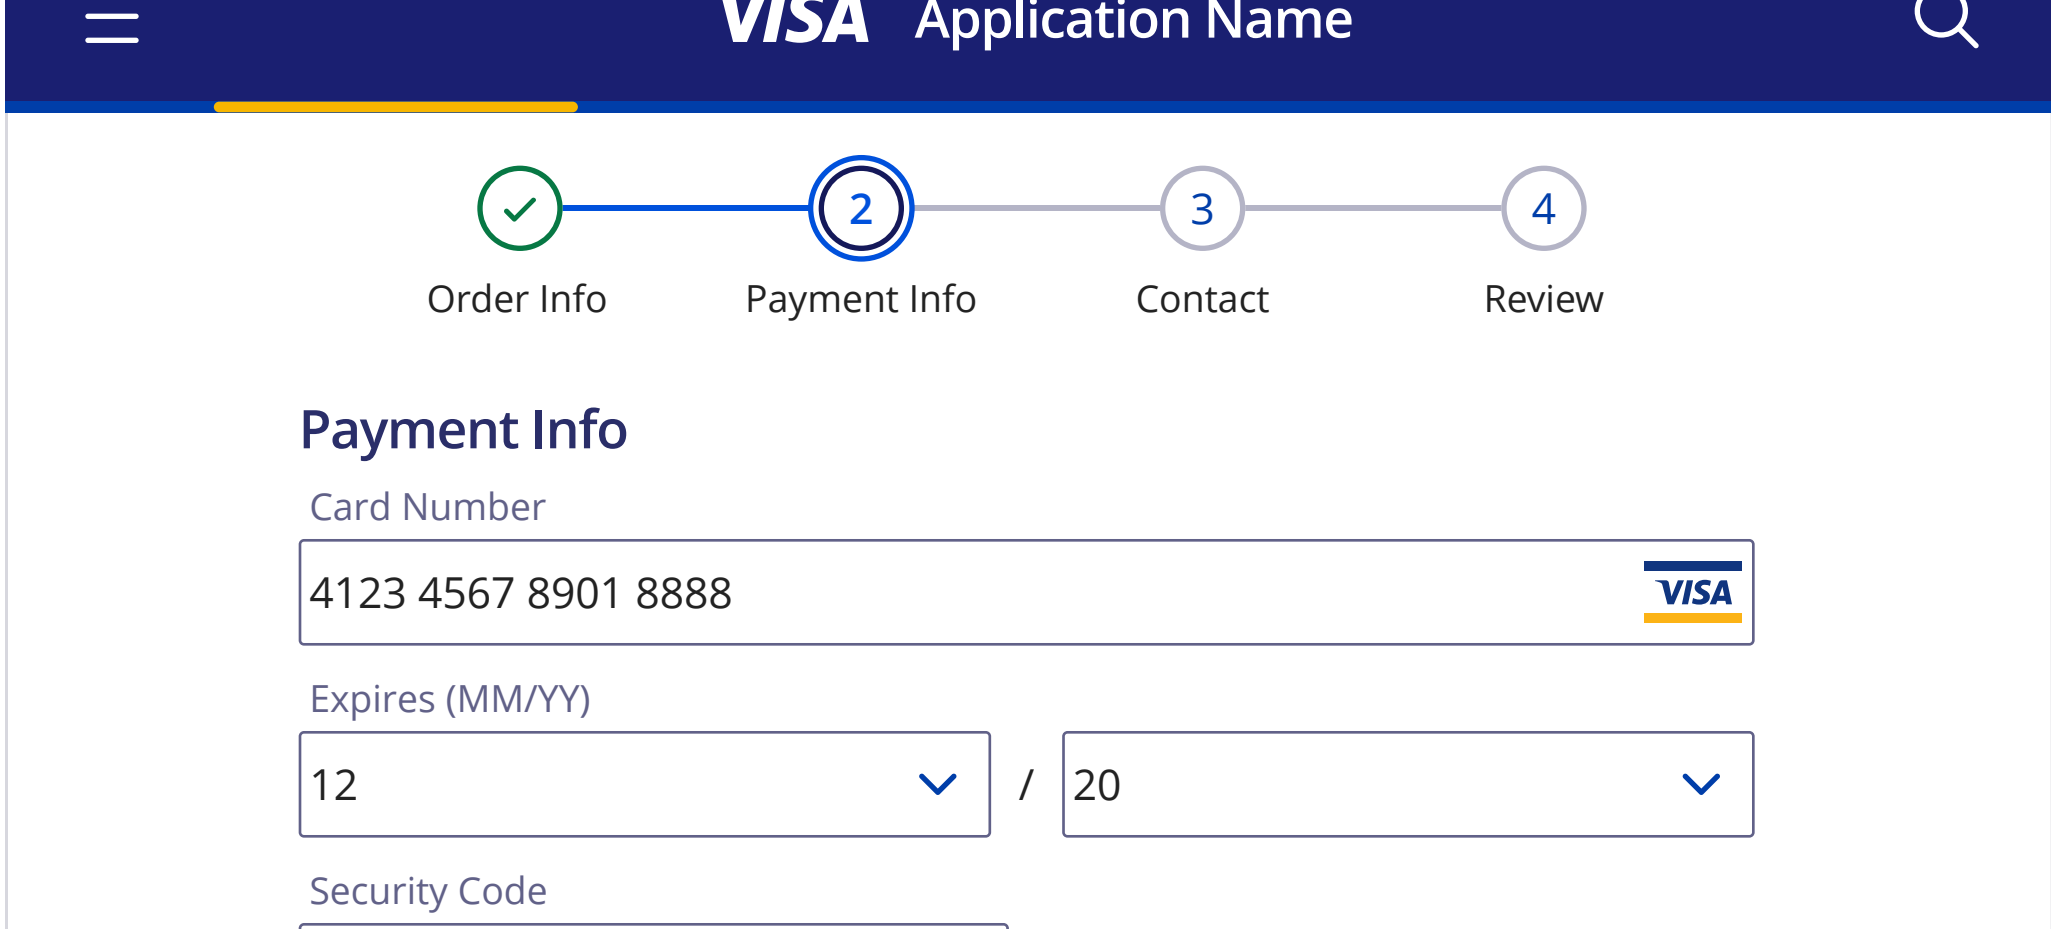 VISA Application Name
2 3 4
Order Info Payment Info Contact Review
Payment Info
Card Number
4123 4567 8901 8888 VISA
Expires (MM/YY)
12 / 20
Security Code